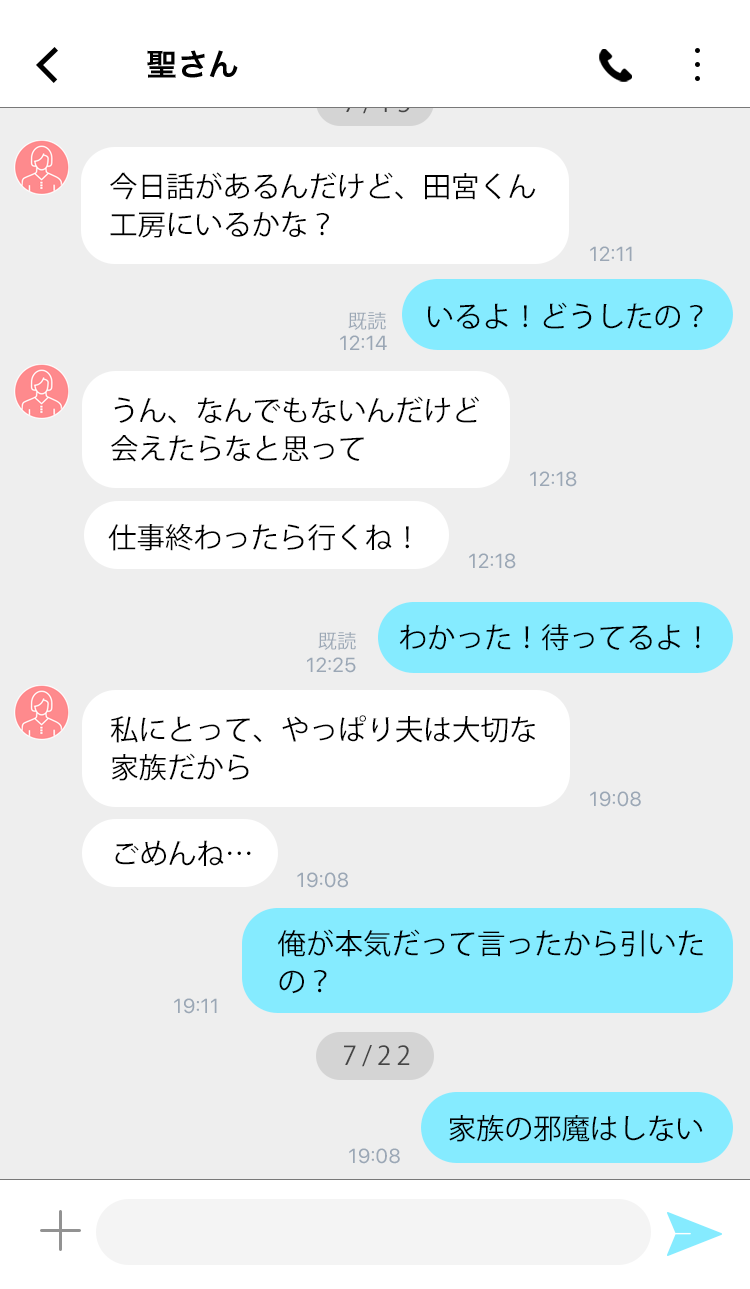 聖さん
今日話があるんだけど、田宮くん
工房にいるかな？
12:11
いるよ！どうしたの？
既読
12:14
うん、なんでもないんだけど
会えたらなと思って
12:18
仕事終わったら行くね！
12:18
わかった！待ってるよ！
既読
12:25
私にとって、やっぱり夫は大切な
家族だから
19:08
ごめんね…
19:08
俺が本気だって言ったから引いた
の？
19:11
7/22
家族の邪魔はしない
19:08